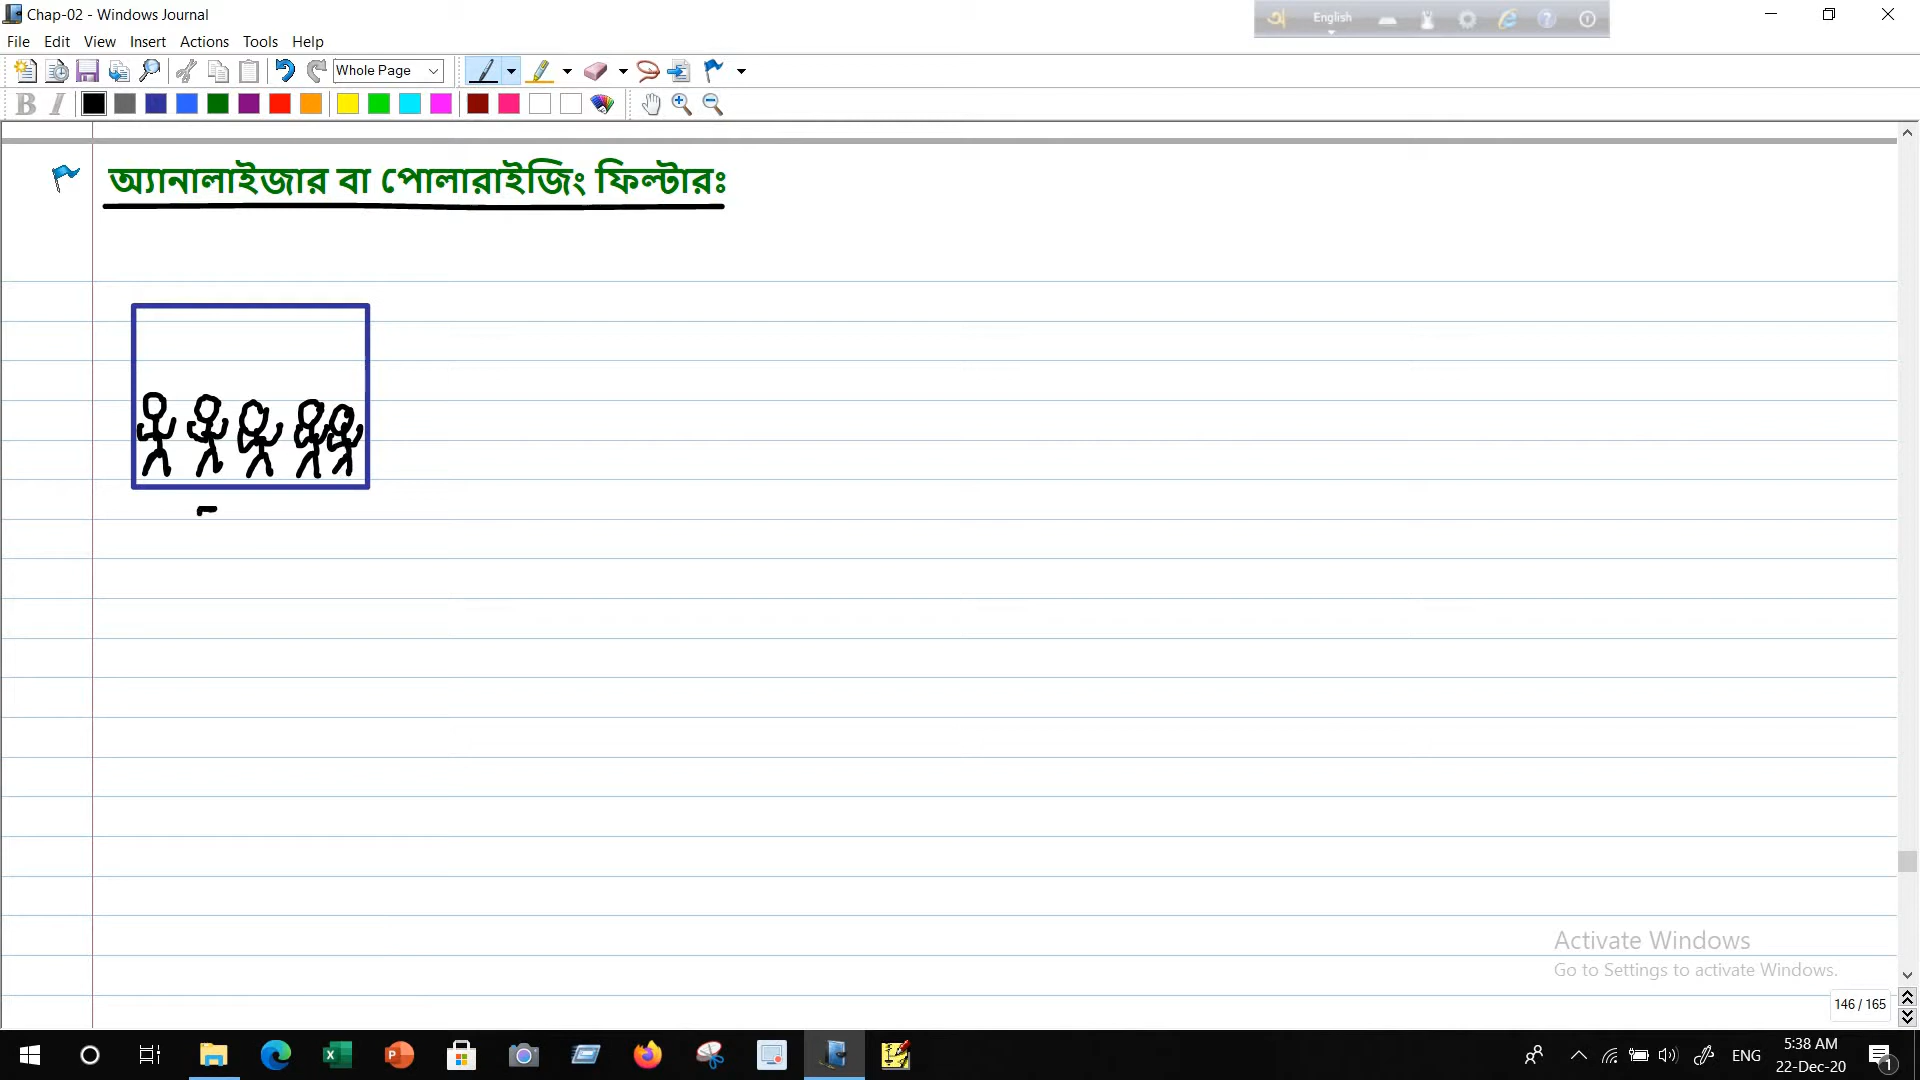 Chap-02 - Windows Journal
English
File Edit View Insert Actions Tools Help
Whole Page
B I
অ্যানালাইজার বা পোলারাইজিং ফিল্টারঃ
Activate Windows
Go to Settings to activate Windows.
146 / 165
ENG
5:38 AM
22-Dec-20
1